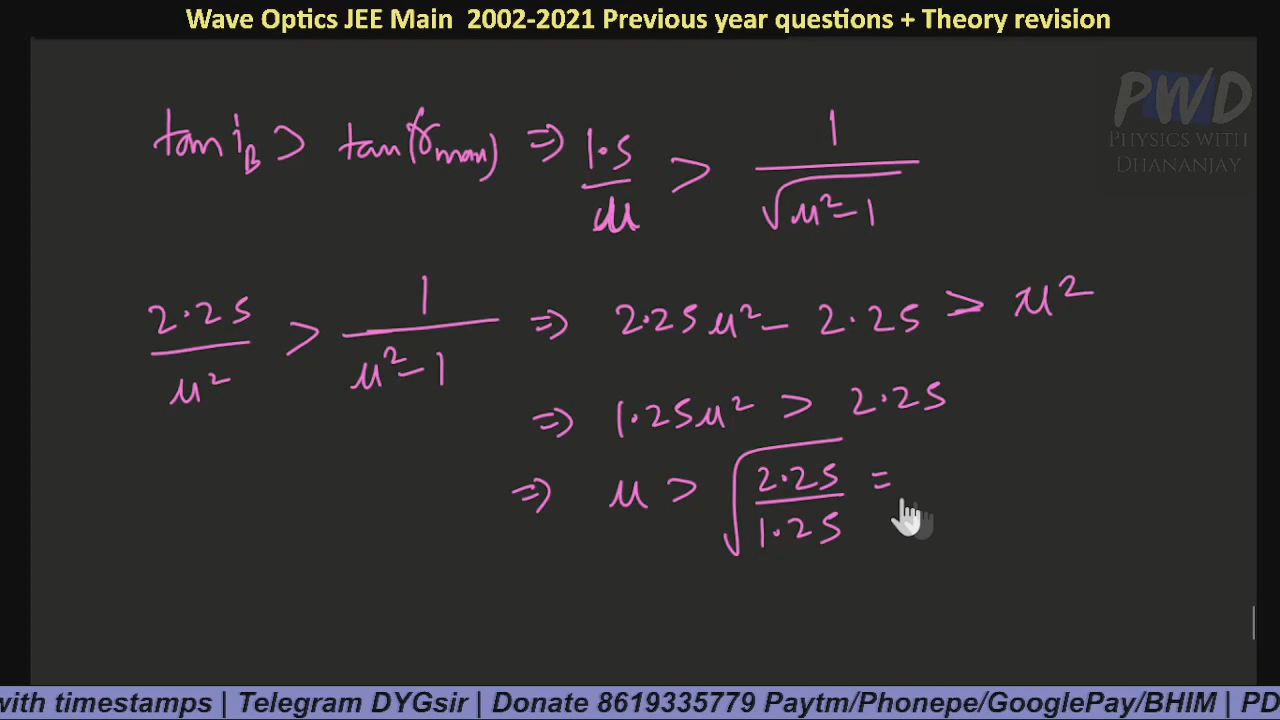 Wave Optics JEE Main 2002-2021 Previous year questions + Theory revision
PWD
PHYSICS WITH
DHANANJAY
tan i_B > tan(r_max) ⇒ 1.5/μ > 1/√(μ²-1)
2.25/μ² > 1/(μ²-1) ⇒ 2.25μ² - 2.25 > μ²
⇒ 1.25μ² > 2.25
⇒ μ > √(2.25/1.25) =
with timestamps | Telegram DYGsir | Donate 8619335779 Paytm/Phonepe/GooglePay/BHIM | PD